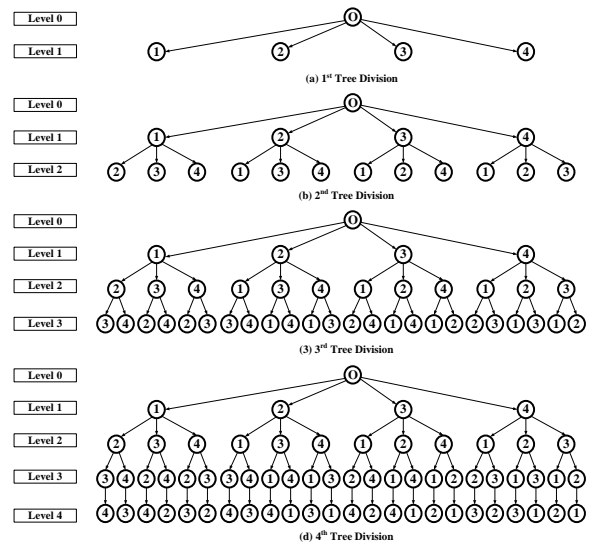 Level 0 O
Level 1 1 2 3 4
(a) 1st Tree Division
Level 0 O
Level 1 1 2 3 4
Level 2 2 3 4 1 3 4 1 2 4 1 2 3
(b) 2nd Tree Division
Level 0 O
Level 1 1 2 3 4
Level 2 2 3 4 1 3 4 1 2 4 1 2 3
Level 3 3 4 2 4 2 3 3 4 1 4 1 3 2 4 1 4 1 2 2 3 1 3 1 2
(3) 3rd Tree Division
Level 0 O
Level 1 1 2 3 4
Level 2 2 3 4 1 3 4 1 2 4 1 2 3
Level 3 3 4 2 4 2 3 3 4 1 4 1 3 2 4 1 4 1 2 2 3 1 3 1 2
Level 4 4 3 4 2 3 2 4 3 4 1 3 1 4 2 4 1 2 1 3 2 3 1 2 1
(d) 4th Tree Division